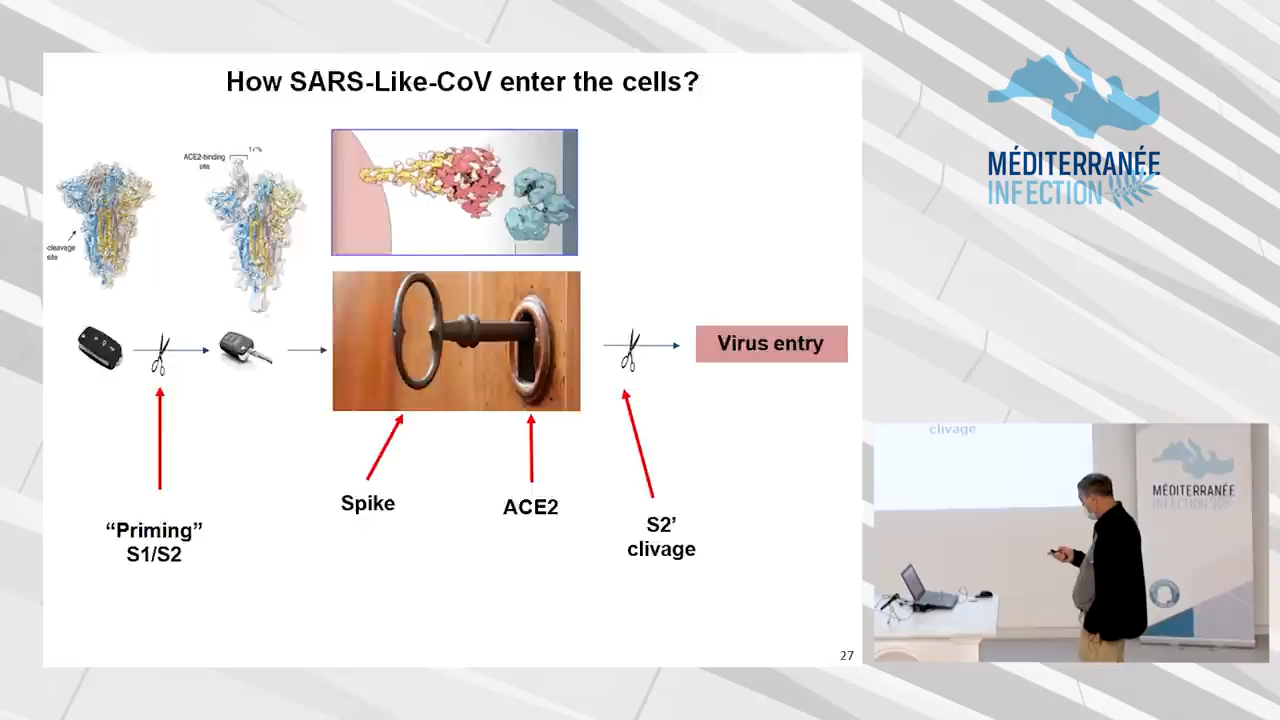 How SARS-Like-CoV enter the cells?
ACE2-binding
site
17%
-cleavage
site
Virus entry
Spike
ACE2
"Priming"
S1/S2
S2'
clivage
27
MÉDITERRANÉE
INFECTION
clivage
MÉDITERRANÉE
INFECTION